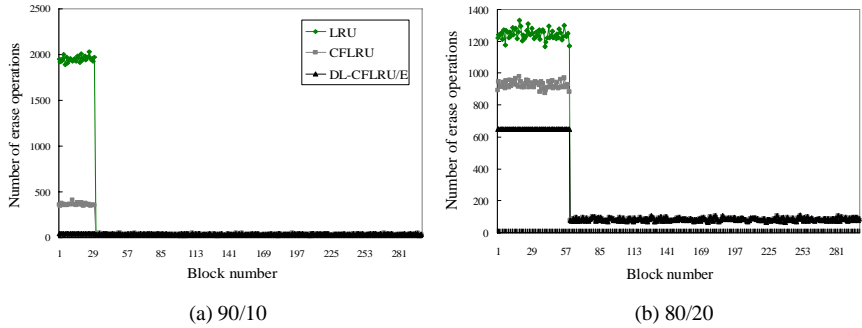 Number of erase operations
2500
2000
1500
1000
500
0
LRU
CFLRU
DL-CFLRU/E
1 29 57 85 113 141 169 197 225 253 281
Block number
(a) 90/10
Number of erase operations
1400
1200
1000
800
600
400
200
0
1 29 57 85 113 141 169 197 225 253 281
Block number
(b) 80/20